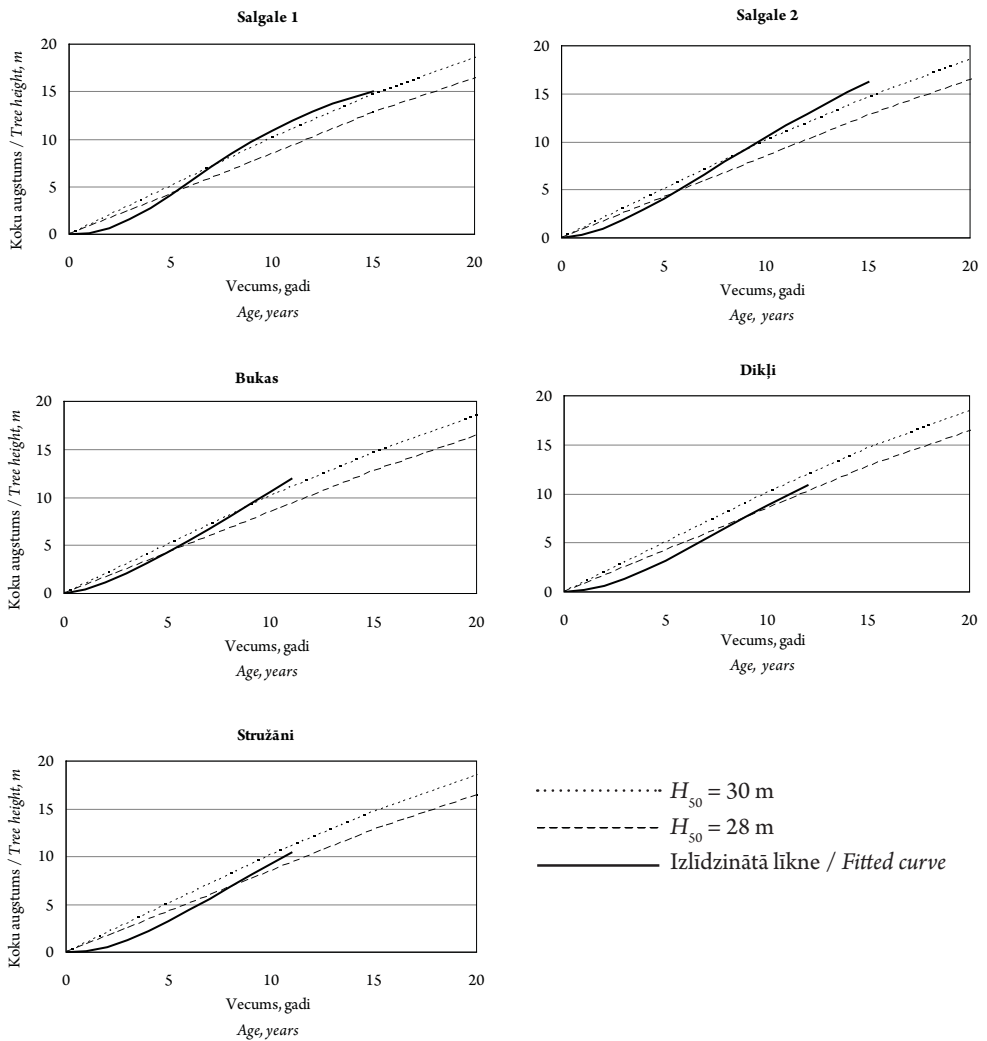 Salgale 1
Koku augstums / Tree height, m
20
15
10
5
0
0 5 10 15 20
Vecums, gadi
Age, years
Salgale 2
20
15
10
5
0
0 5 10 15 20
Vecums, gadi
Age, years
Bukas
Koku augstums / Tree height, m
20
15
10
5
0
0 5 10 15 20
Vecums, gadi
Age, years
Dikļi
20
15
10
5
0
0 5 10 15 20
Vecums, gadi
Age, years
Stružāni
Koku augstums / Tree height, m
20
15
10
5
0
0 5 10 15 20
Vecums, gadi
Age, years
H50 = 30 m
H50 = 28 m
Izlīdzinātā līkne / Fitted curve